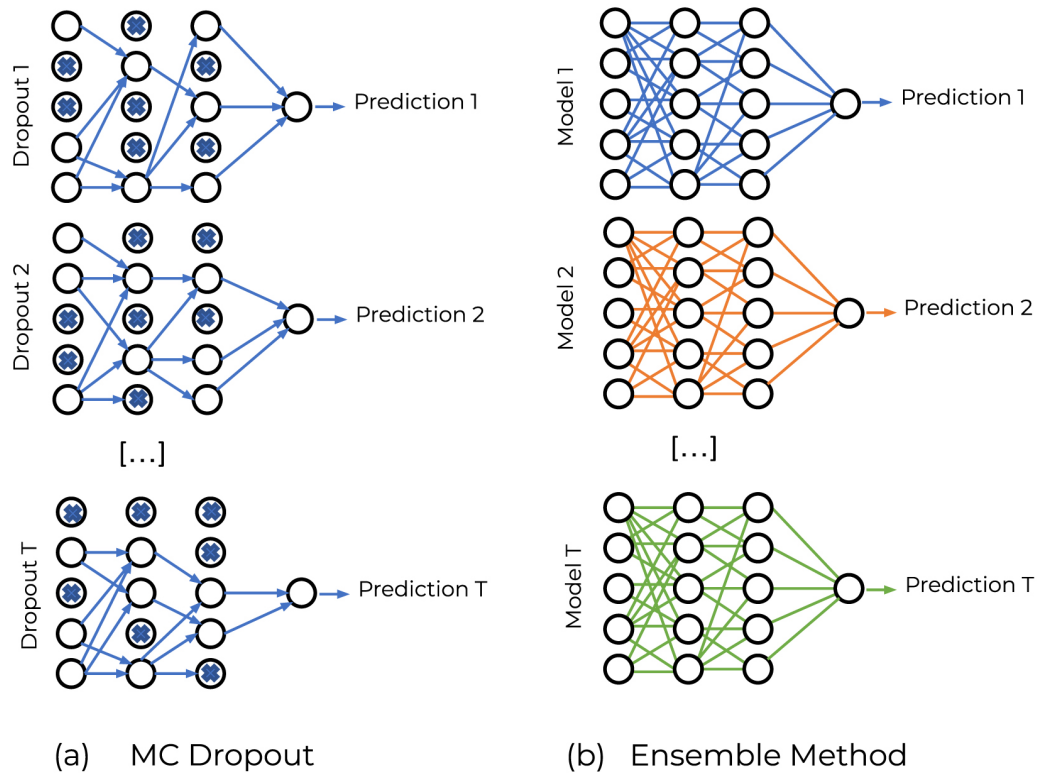 Dropout 1
Prediction 1
Dropout 2
Prediction 2
[...]
Dropout T
Prediction T
(a) MC Dropout
Model 1
Prediction 1
Model 2
Prediction 2
[...]
Model T
Prediction T
(b) Ensemble Method